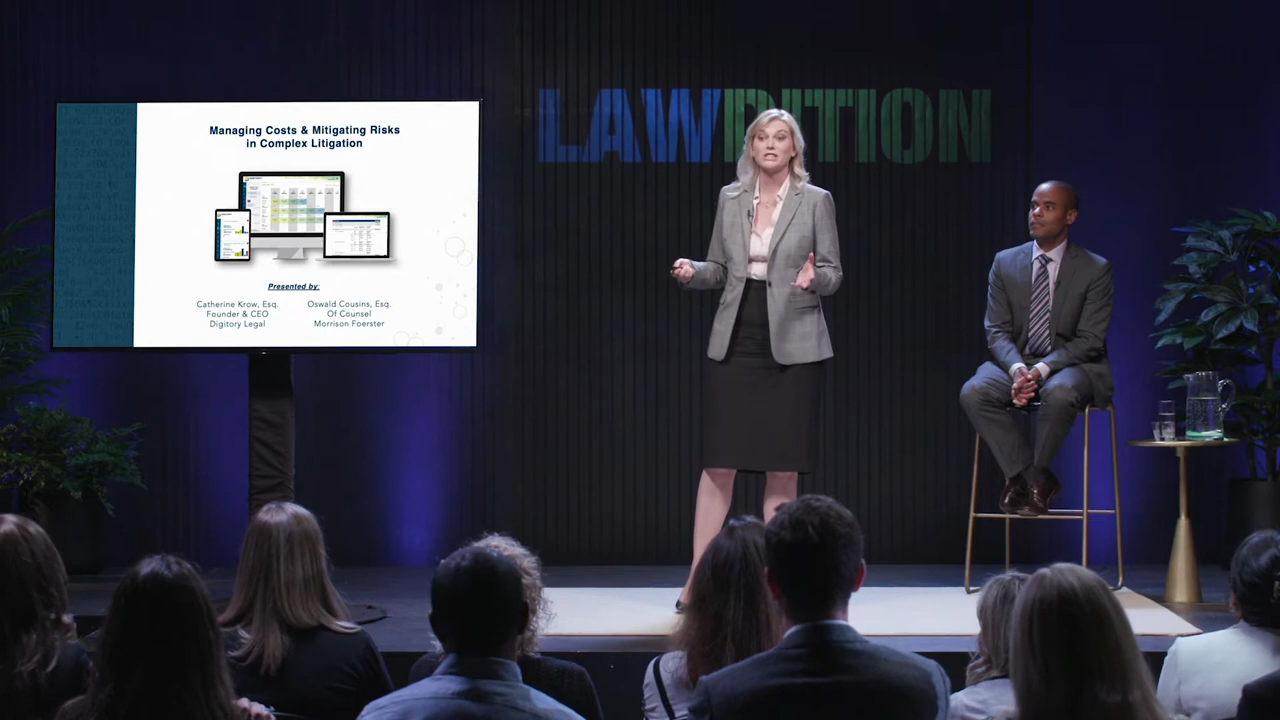 LAWDITION
Managing Costs & Mitigating Risks
in Complex Litigation
Presented by:
Catherine Krow, Esq.
Founder & CEO
Digitory Legal
Oswald Cousins, Esq.
Of Counsel
Morrison Foerster